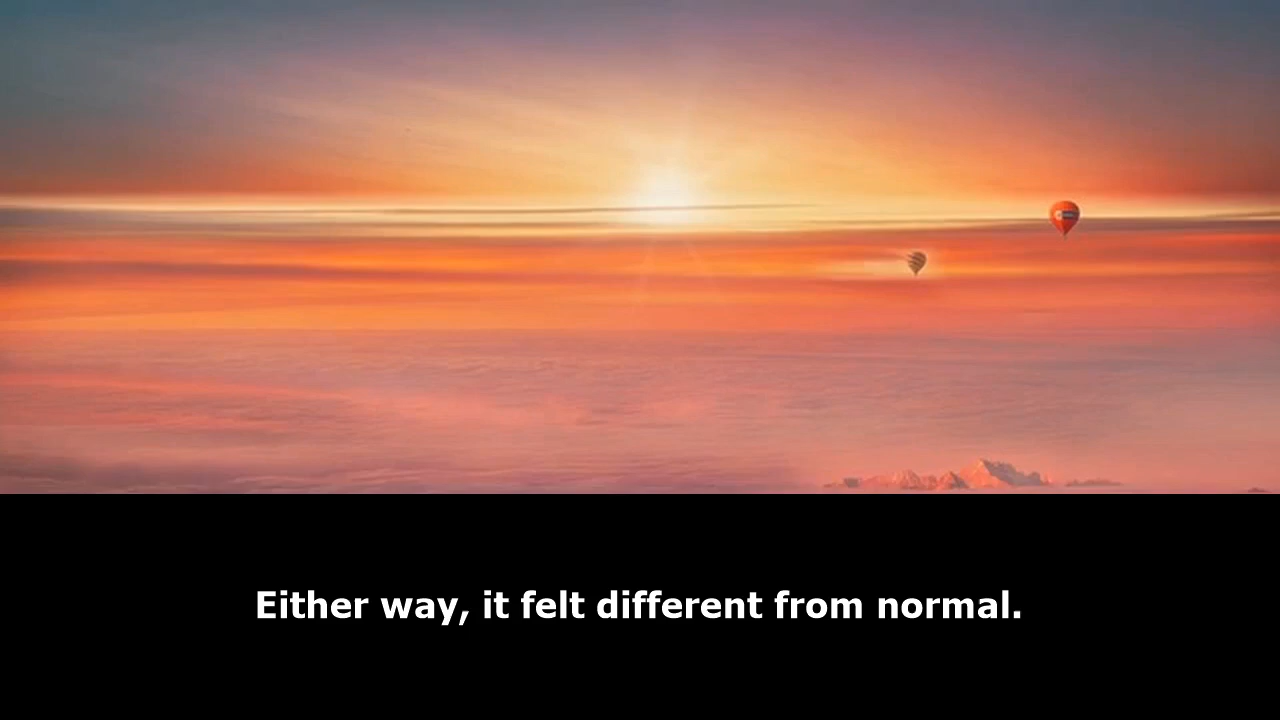 Either way, it felt different from normal.